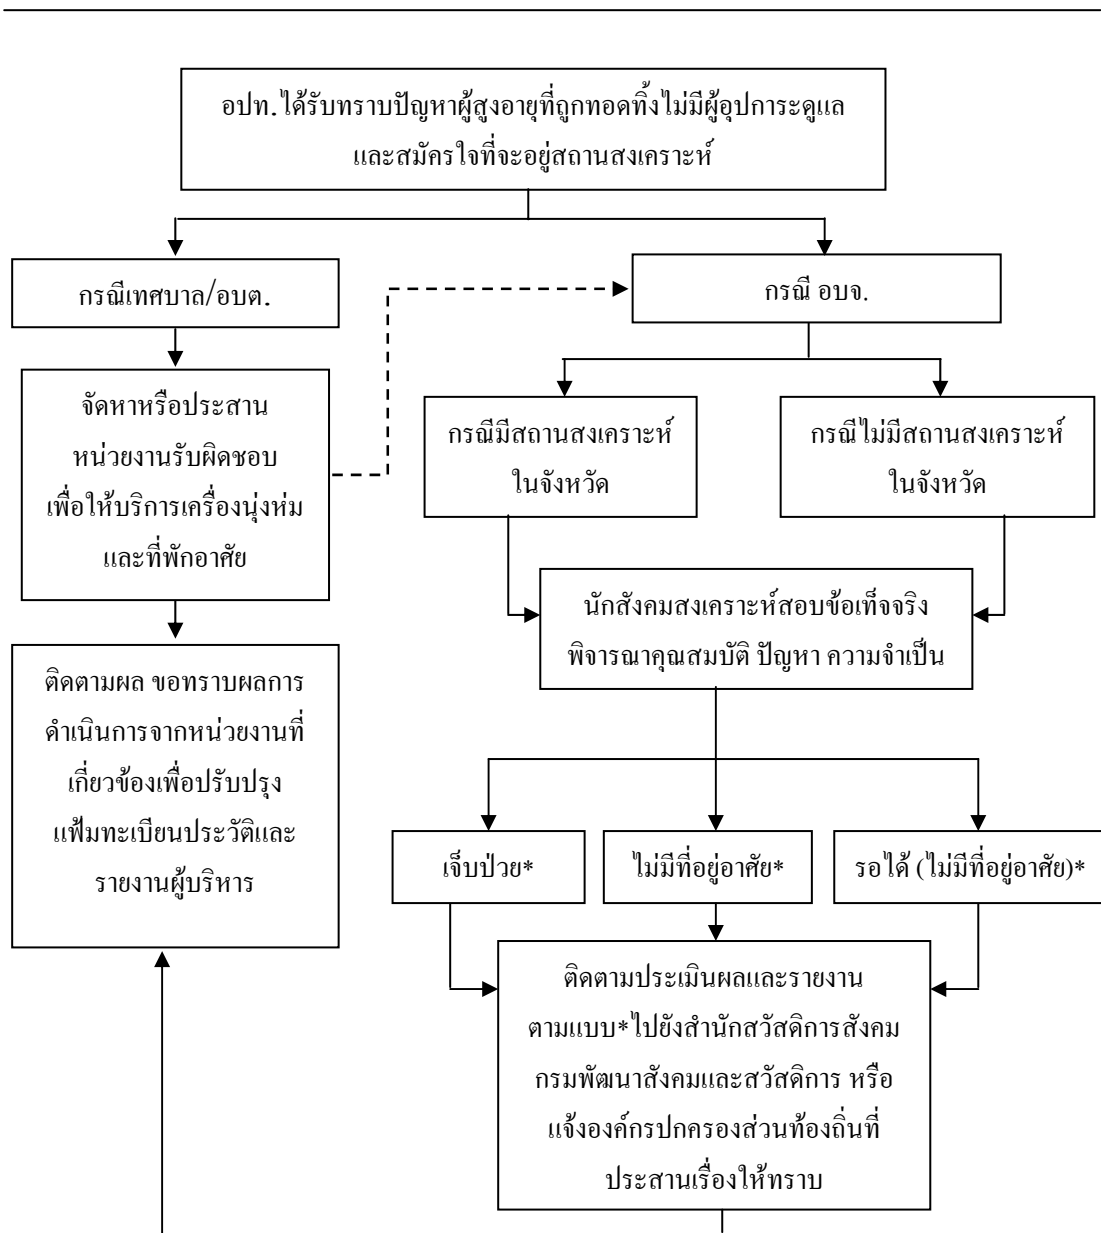 อปท. ได้รับทราบปัญหาผู้สูงอายุที่ถูกทอดทิ้งไม่มีผู้อุปการะดูแล
และสมัครใจที่จะอยู่สถานสงเคราะห์
กรณีเทศบาล/อบต.
กรณี อบจ.
จัดหาหรือประสาน
หน่วยงานรับผิดชอบ
เพื่อให้บริการเครื่องนุ่งห่ม
และที่พักอาศัย
กรณีมีสถานสงเคราะห์
ในจังหวัด
กรณีไม่มีสถานสงเคราะห์
ในจังหวัด
นักสังคมสงเคราะห์สอบข้อเท็จจริง
พิจารณาคุณสมบัติ ปัญหา ความจำเป็น
ติดตามผล ขอทราบผลการ
ดำเนินการจากหน่วยงานที่
เกี่ยวข้องเพื่อปรับปรุง
แฟ้มทะเบียนประวัติและ
รายงานผู้บริหาร
เจ็บป่วย*
ไม่มีที่อยู่อาศัย*
รอได้ (ไม่มีที่อยู่อาศัย)*
ติดตามประเมินผลและรายงาน
ตามแบบ*ไปยังสำนักสวัสดิการสังคม
กรมพัฒนาสังคมและสวัสดิการ หรือ
แจ้งองค์กรปกครองส่วนท้องถิ่นที่
ประสานเรื่องให้ทราบ